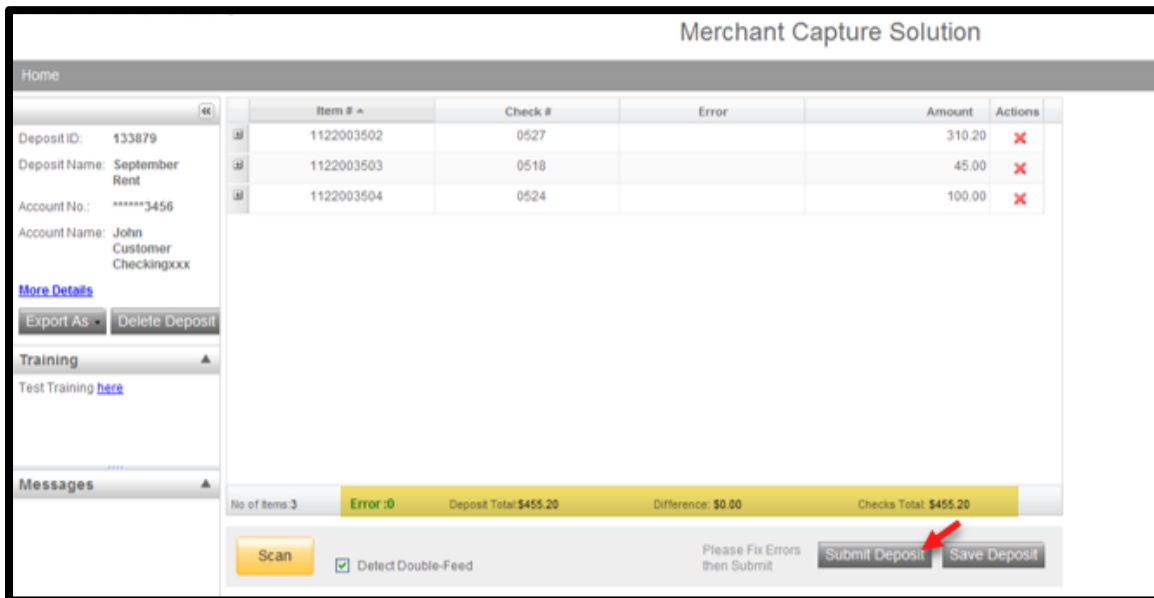 Merchant Capture Solution
Home
Deposit ID: 133879
Deposit Name: September
Rent
Account No.: ******3456
Account Name: John
Customer
Checkingxxx
More Details
Export As Delete Deposit
Training
Test Training here
Messages
Item # Check # Error Amount Actions
1122003502 0527 310.20
1122003503 0518 45.00
1122003504 0524 100.00
No of Items:3 Error :0 Deposit Total:$455.20 Difference: $0.00 Checks Total: $455.20
Scan Detect Double-Feed Please Fix Errors
then Submit Submit Deposit Save Deposit